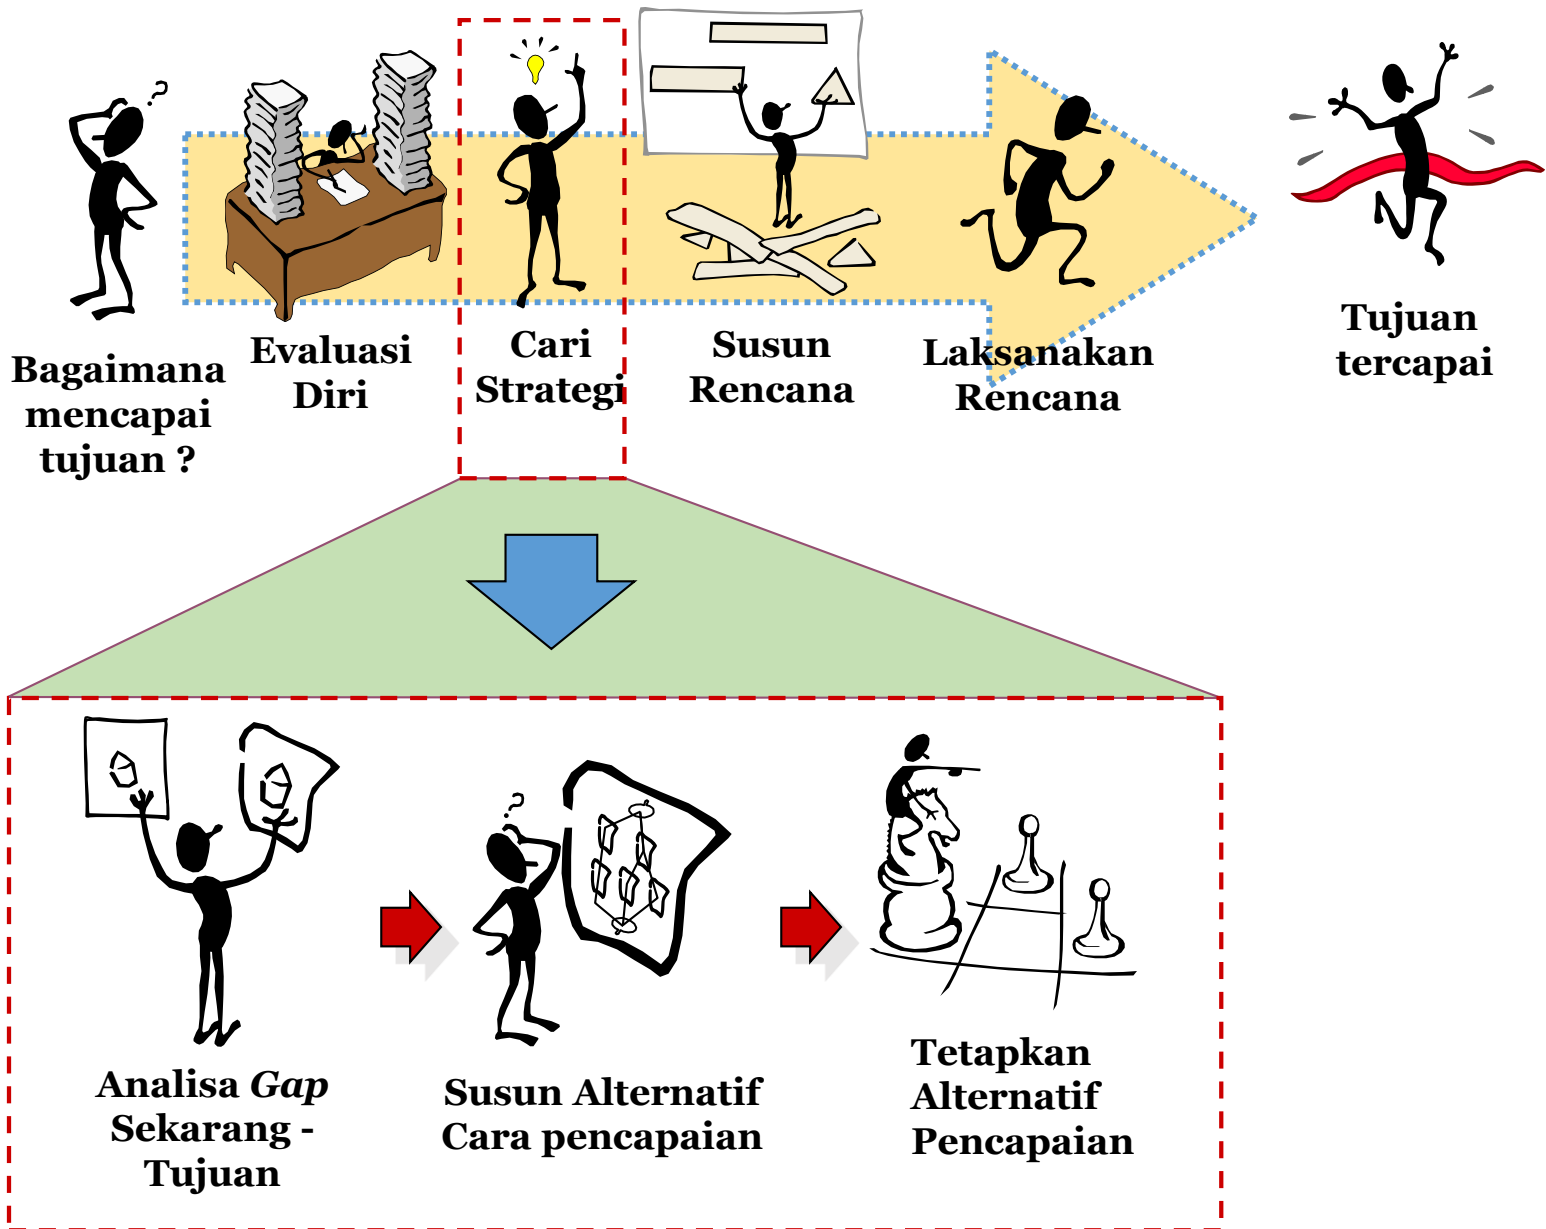 Bagaimana
mencapai
tujuan ?
Evaluasi
Diri
Cari
Strategi
Susun
Rencana
Laksanakan
Rencana
Tujuan
tercapai
Analisa Gap
Sekarang -
Tujuan
Susun Alternatif
Cara pencapaian
Tetapkan
Alternatif
Pencapaian